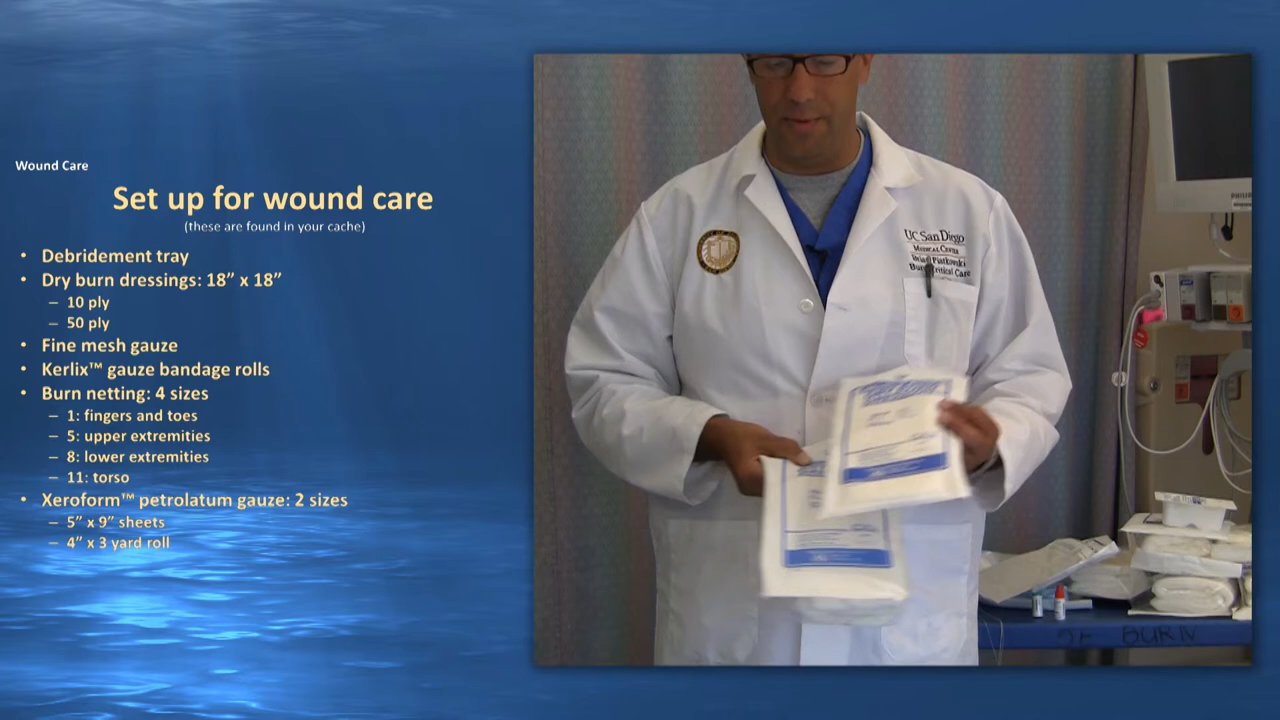 Wound Care
Set up for wound care
(these are found in your cache)
• Debridement tray
• Dry burn dressings: 18” x 18”
– 10 ply
– 50 ply
• Fine mesh gauze
• Kerlix™ gauze bandage rolls
• Burn netting: 4 sizes
– 1: fingers and toes
– 5: upper extremities
– 8: lower extremities
– 11: torso
• Xeroform™ petrolatum gauze: 2 sizes
– 5” x 9” sheets
– 4” x 3 yard roll
UC San Diego
Medical Center
Piatkowski
Critical Care
PHILIPS
BURN